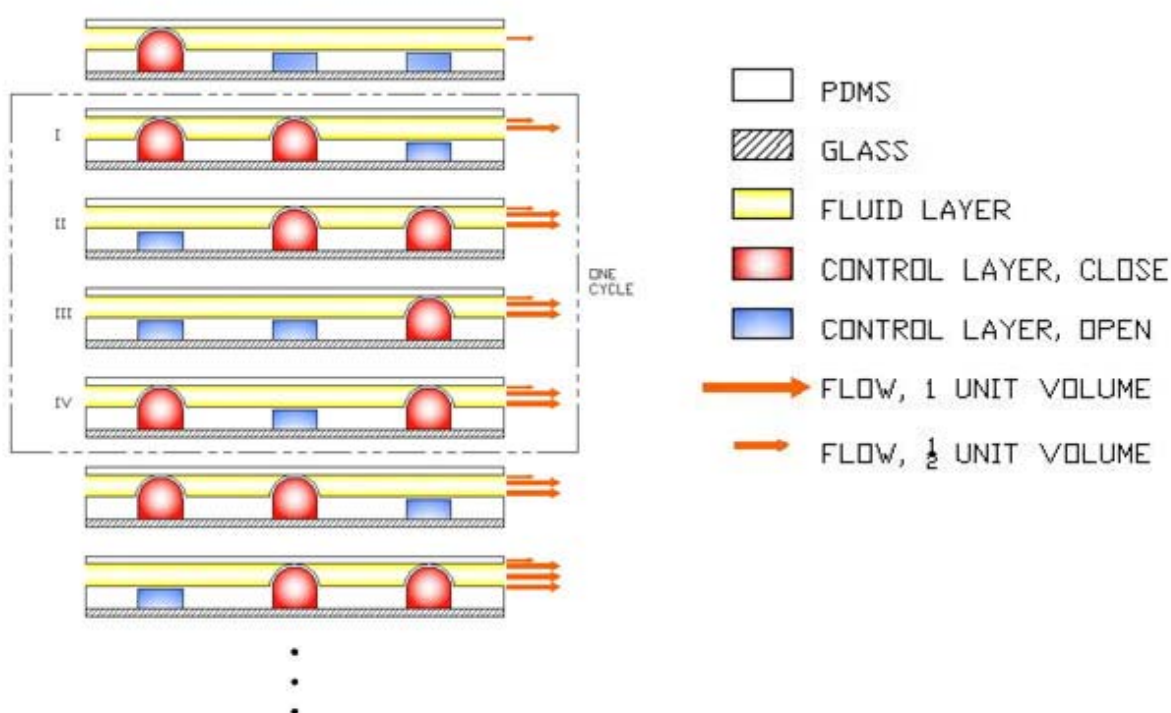 I
II
III
IV
ONE
CYCLE
PDMS
GLASS
FLUID LAYER
CONTROL LAYER, CLOSE
CONTROL LAYER, OPEN
FLOW, 1 UNIT VOLUME
FLOW, 1/2 UNIT VOLUME